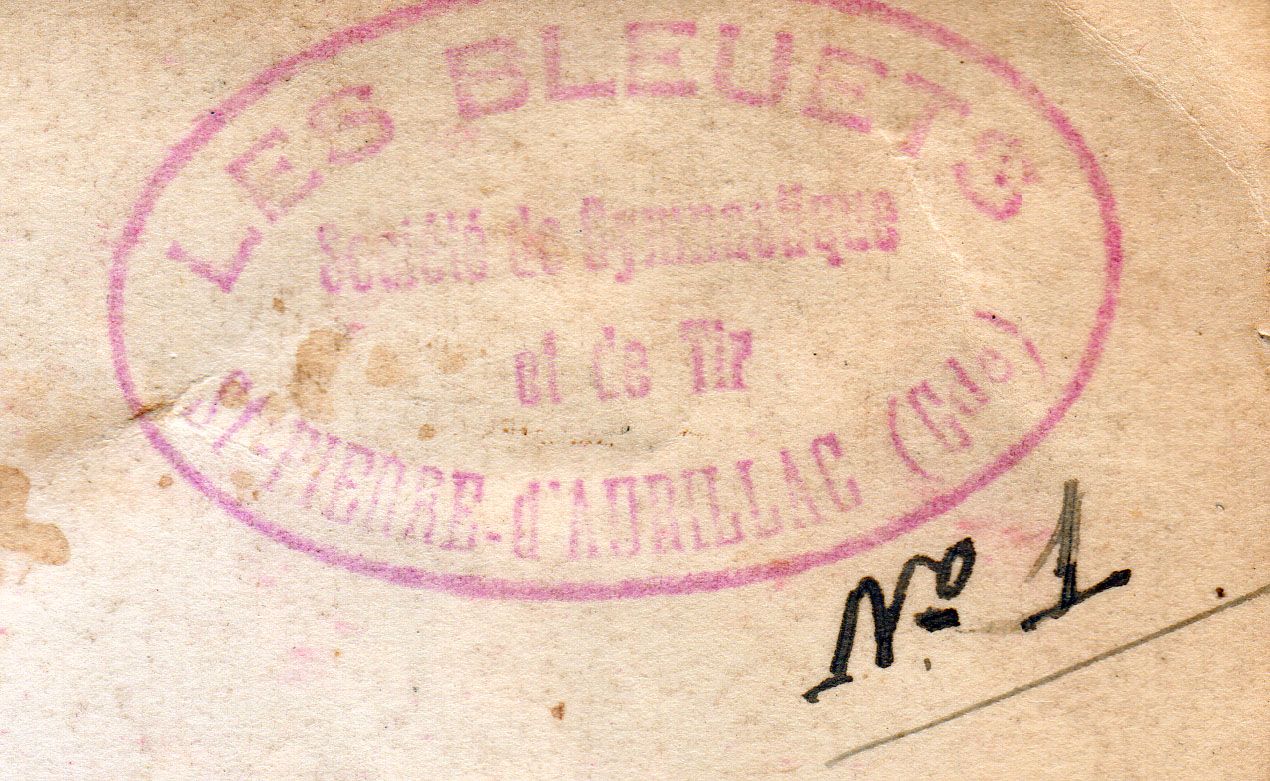 LES BLEUETS
Société de Gymnastique
et de Tir
St-PIERRE-d'AURILLAC (Gde)
Nº 1